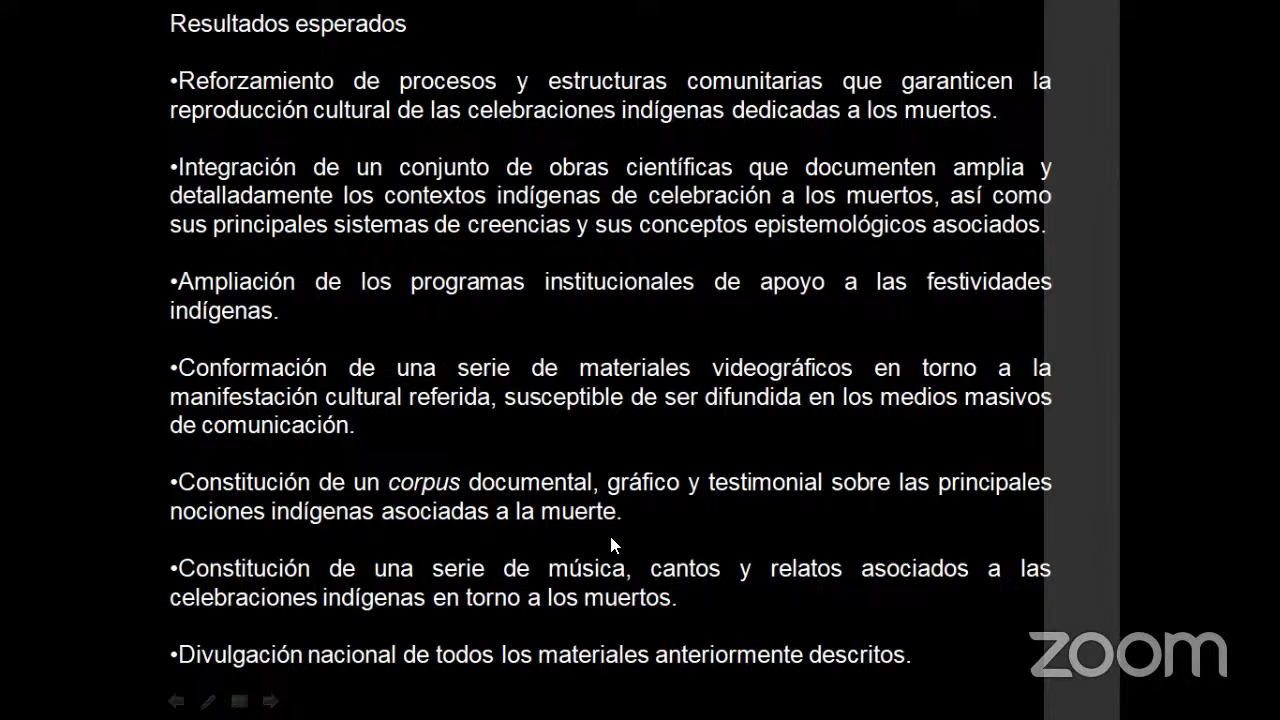 Resultados esperados
•Reforzamiento de procesos y estructuras comunitarias que garanticen la
reproducción cultural de las celebraciones indígenas dedicadas a los muertos.
•Integración de un conjunto de obras científicas que documenten amplia y
detalladamente los contextos indígenas de celebración a los muertos, así como
sus principales sistemas de creencias y sus conceptos epistemológicos asociados.
•Ampliación de los programas institucionales de apoyo a las festividades
indígenas.
•Conformación de una serie de materiales videográficos en torno a la
manifestación cultural referida, susceptible de ser difundida en los medios masivos
de comunicación.
•Constitución de un corpus documental, gráfico y testimonial sobre las principales
nociones indígenas asociadas a la muerte.
•Constitución de una serie de música, cantos y relatos asociados a las
celebraciones indígenas en torno a los muertos.
•Divulgación nacional de todos los materiales anteriormente descritos.
zoom